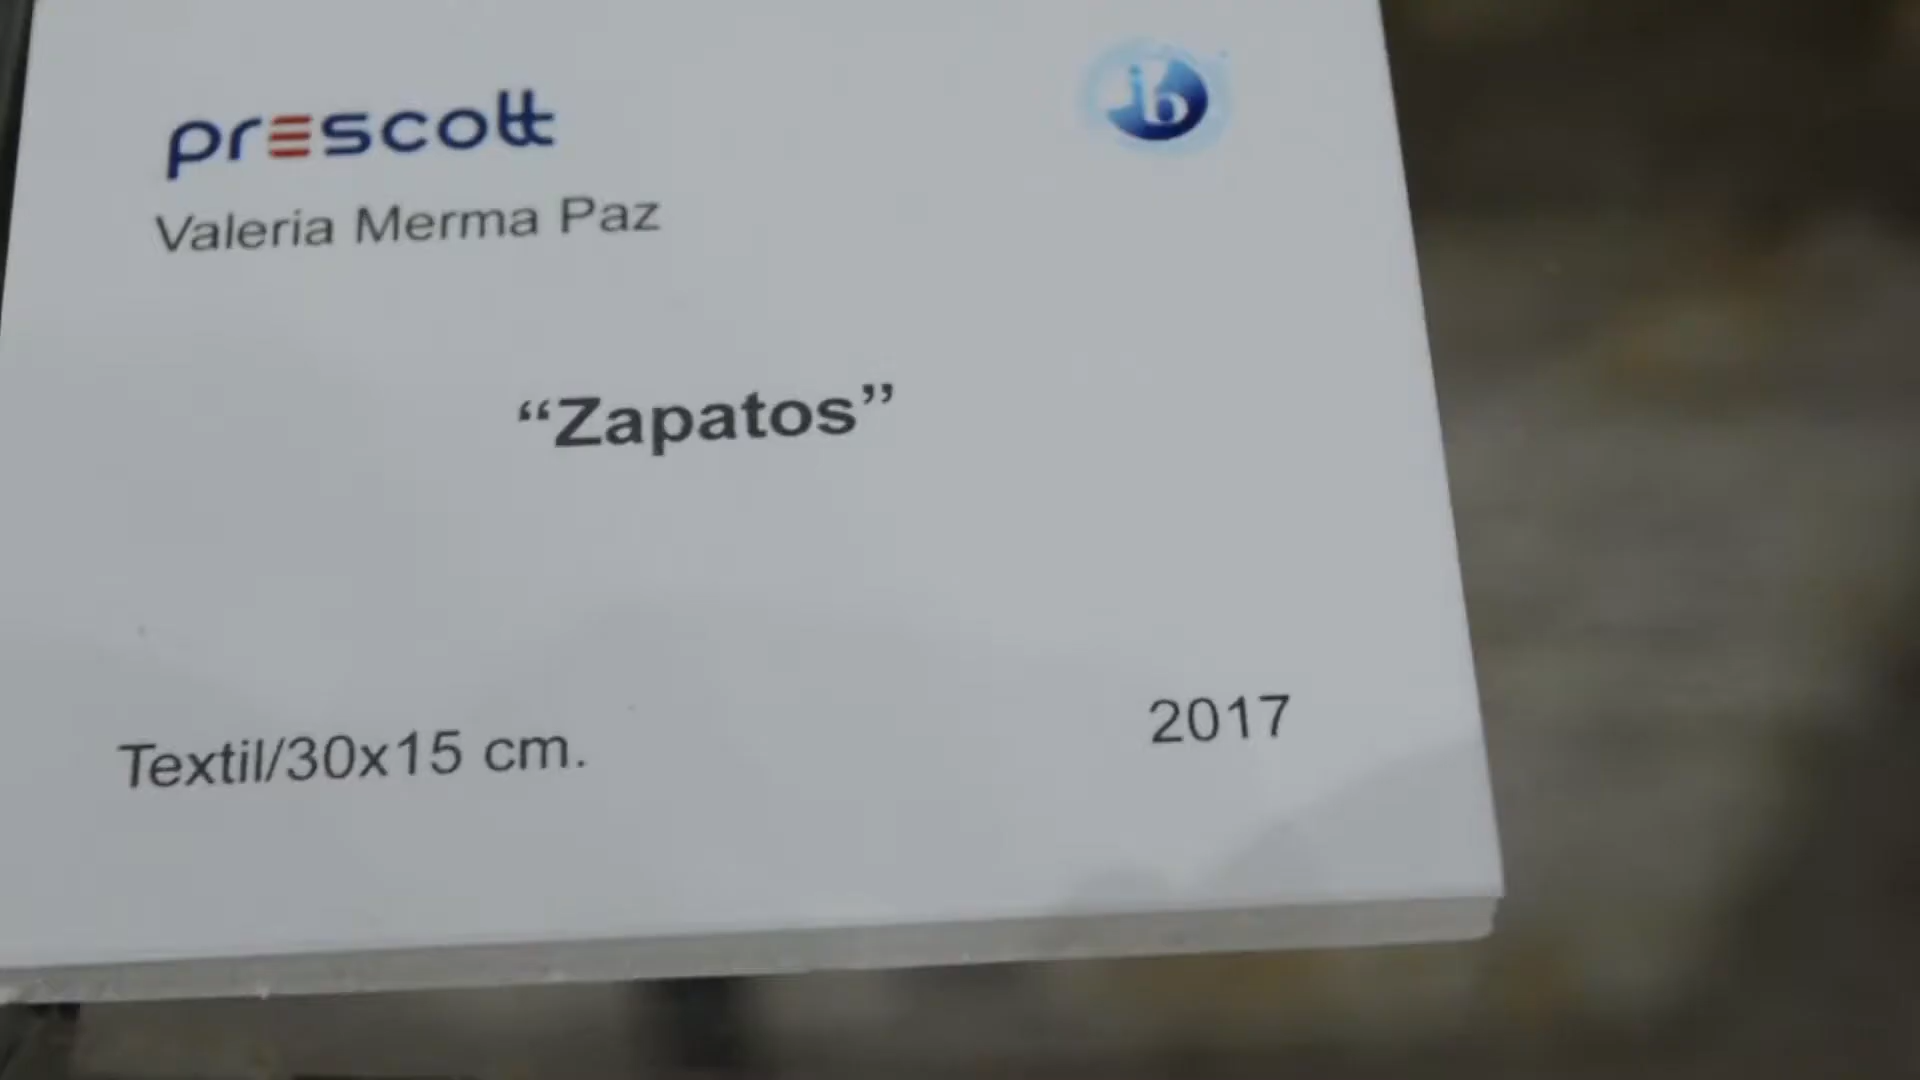 prescott
ib
Valeria Merma Paz
“Zapatos”
Textil/30x15 cm.
2017